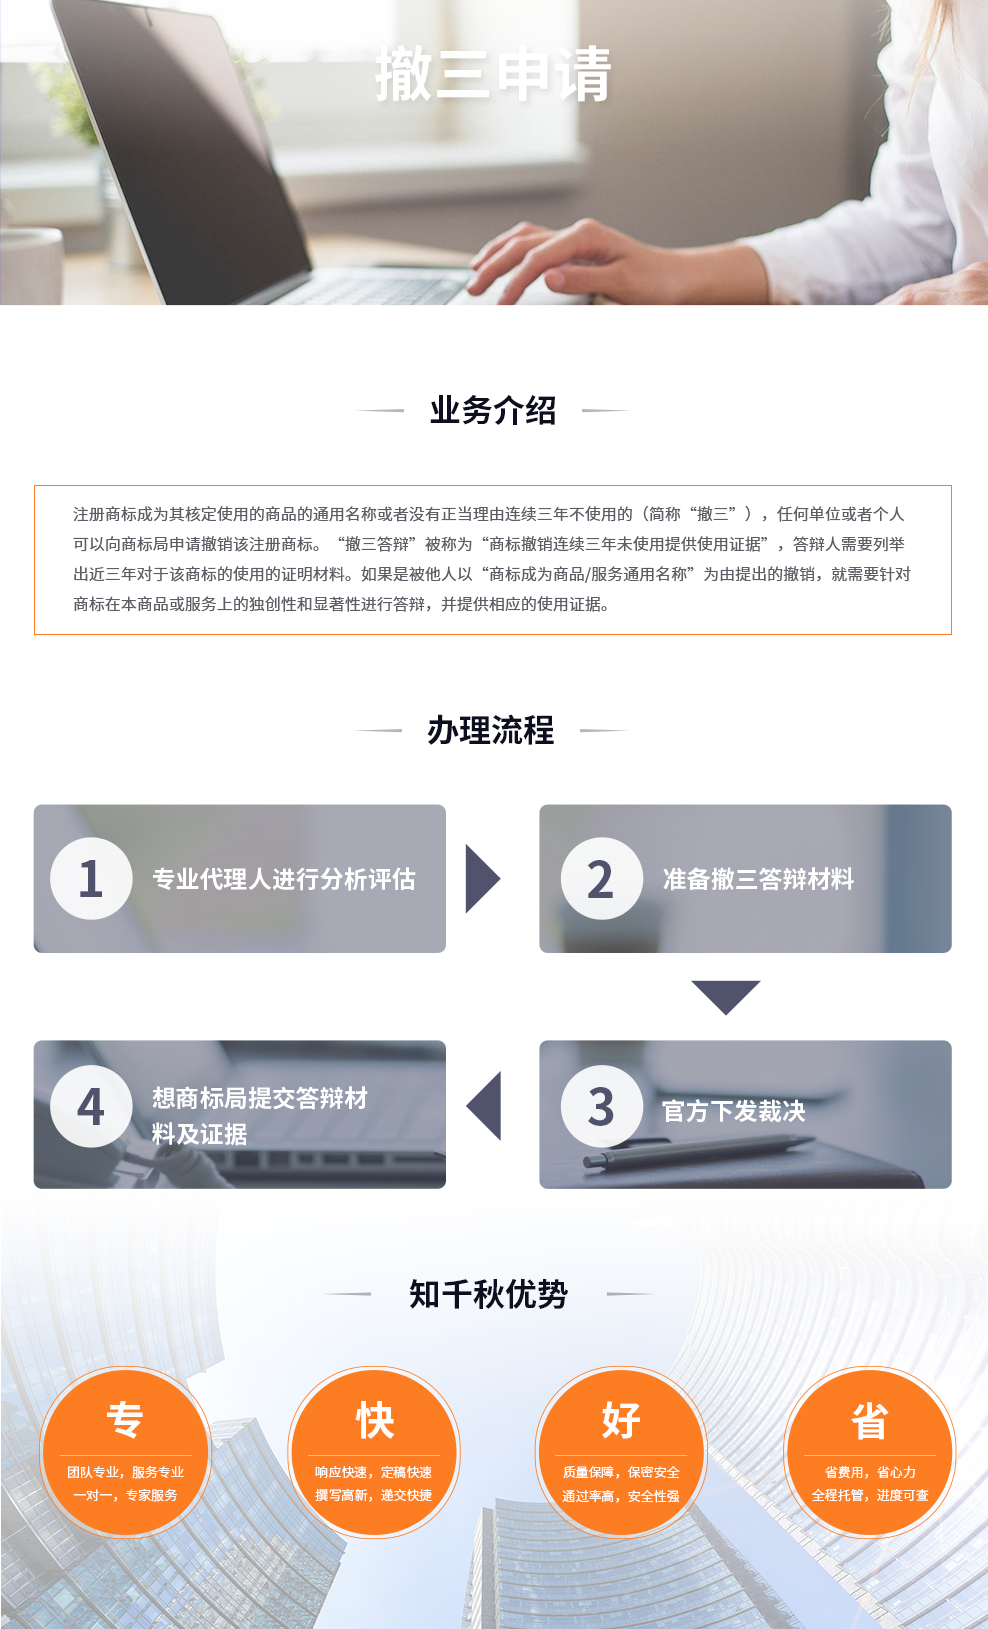 撤三申请
业务介绍
注册商标成为其核定使用的商品的通用名称或者没有正当理由连续三年不使用的（简称“撤三”），任何单位或者个人
可以向商标局申请撤销该注册商标。“撤三答辩”被称为“商标撤销连续三年未使用提供使用证据”，答辩人需要列举
出近三年对于该商标的使用的证明材料。如果是被他人以“商标成为商品/服务通用名称”为由提出的撤销，就需要针对
商标在本商品或服务上的独创性和显著性进行答辩，并提供相应的使用证据。
办理流程
1 专业代理人进行分析评估
2 准备撤三答辩材料
4 想商标局提交答辩材
料及证据
3 官方下发裁决
知千秋优势
专
团队专业，服务专业
一对一，专家服务
快
响应快速，定稿快速
撰写高新，递交快捷
好
质量保障，保密安全
通过率高，安全性强
省
省费用，省心力
全程托管，进度可查